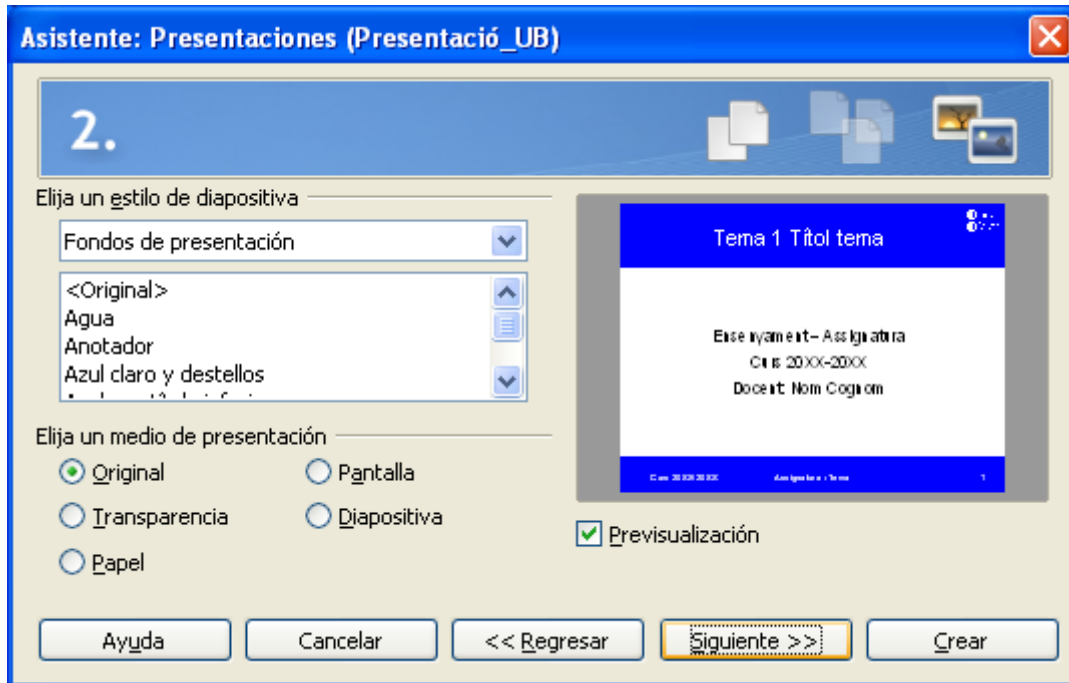 Asistente: Presentaciones (Presentació_UB)
2.
Elija un estilo de diapositiva
Fondos de presentación
<Original>
Agua
Anotador
Azul claro y destellos
Elija un medio de presentación
Original
Pantalla
Transparencia
Diapositiva
Papel
Tema 1 Títol tema
Ensenyament - Assignatura
Curs 20XX-20XX
Docent: Nom Cognom
1
Previsualización
Ayuda
Cancelar
<< Regresar
Siguiente >>
Crear